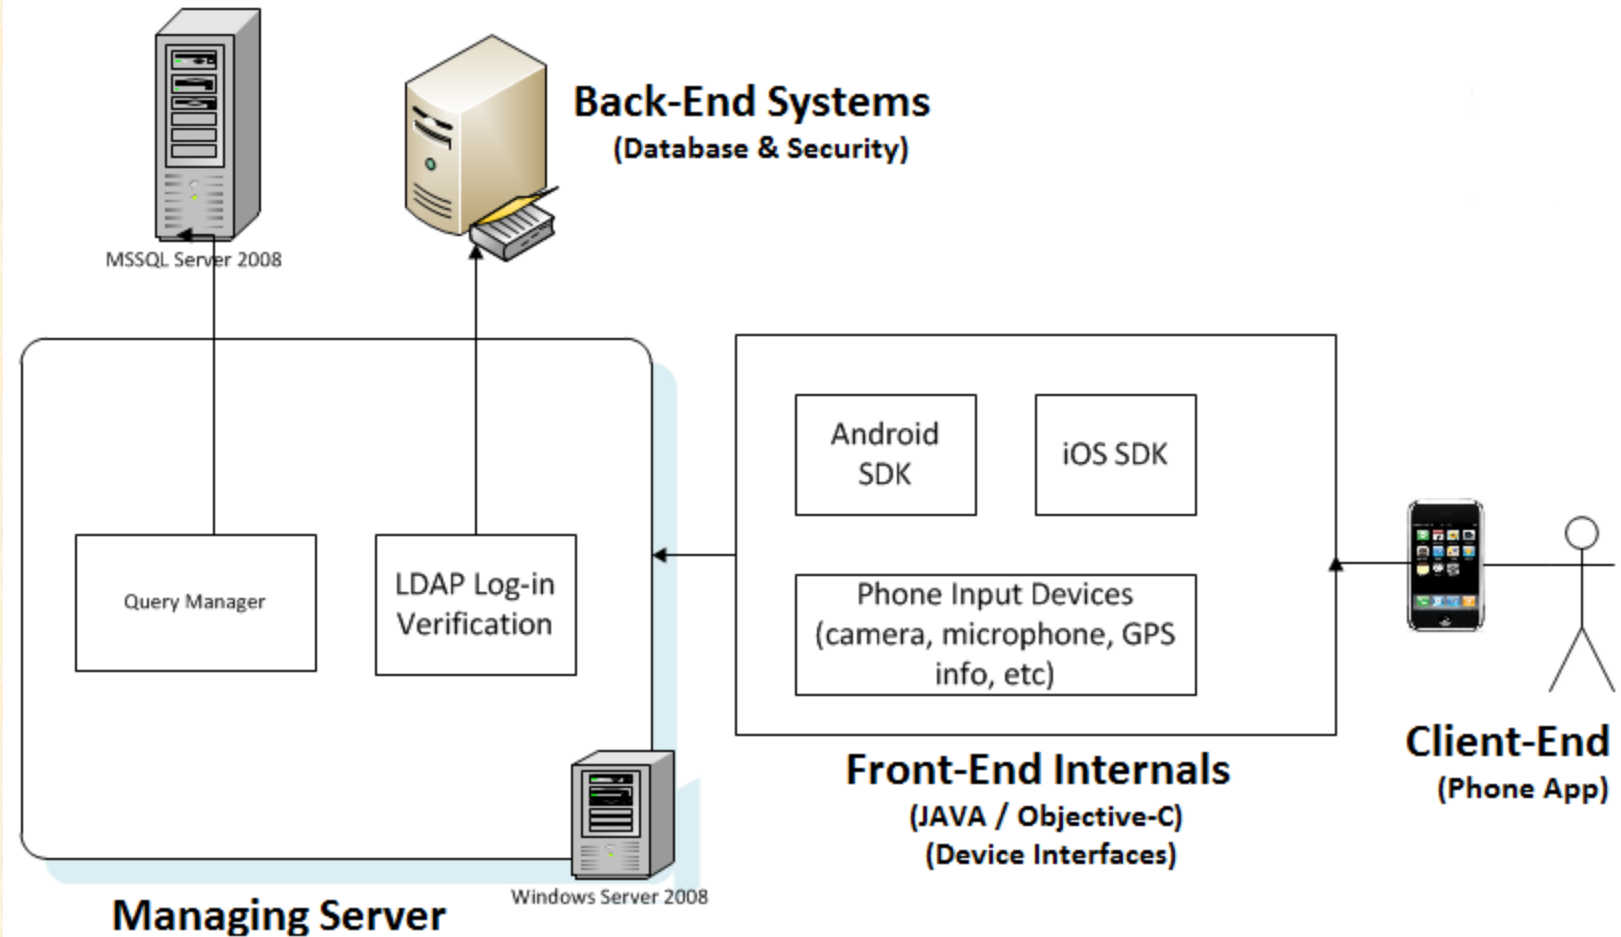 Back-End Systems
(Database & Security)
MSSQL Server 2008
Android
SDK
iOS SDK
Query Manager
LDAP Log-in
Verification
Phone Input Devices
(camera, microphone, GPS
info, etc)
Client-End
(Phone App)
Front-End Internals
(JAVA / Objective-C)
(Device Interfaces)
Windows Server 2008
Managing Server